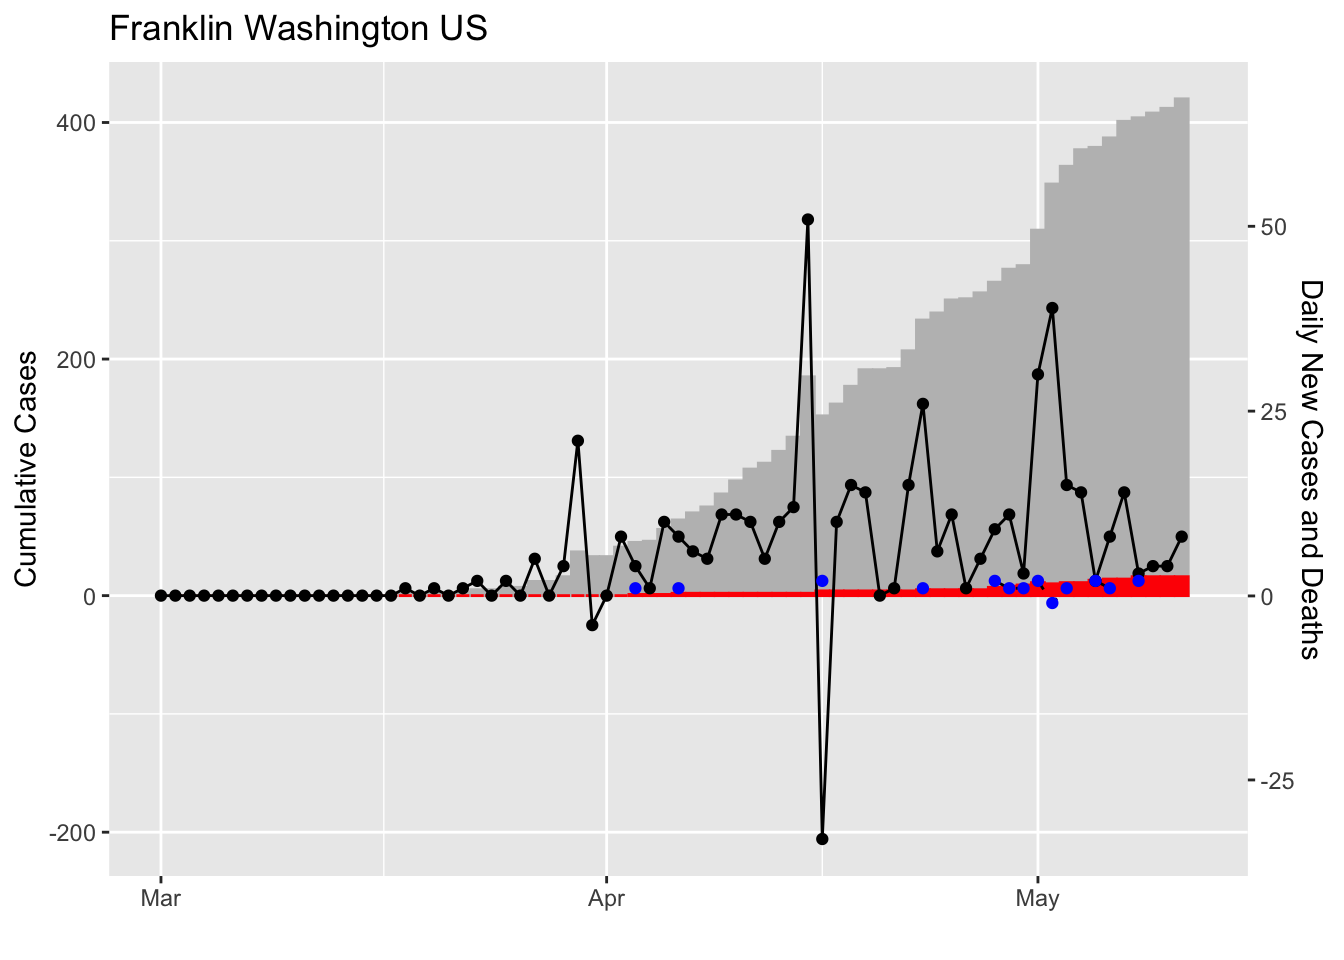 Franklin Washington US
Cumulative Cases
400
200
0
-200
50
25
0
-25
Daily New Cases and Deaths
Mar
Apr
May